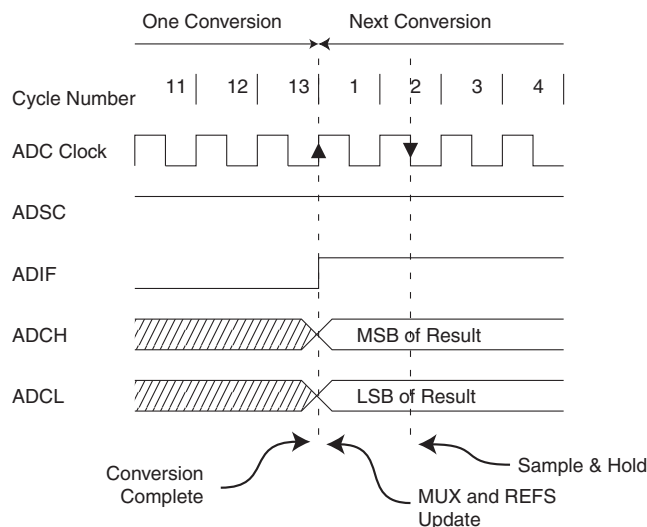 One Conversion
Next Conversion
Cycle Number
11
12
13
1
2
3
4
ADC Clock
ADSC
ADIF
ADCH
MSB of Result
ADCL
LSB of Result
Conversion
Complete
MUX and REFS
Update
Sample & Hold